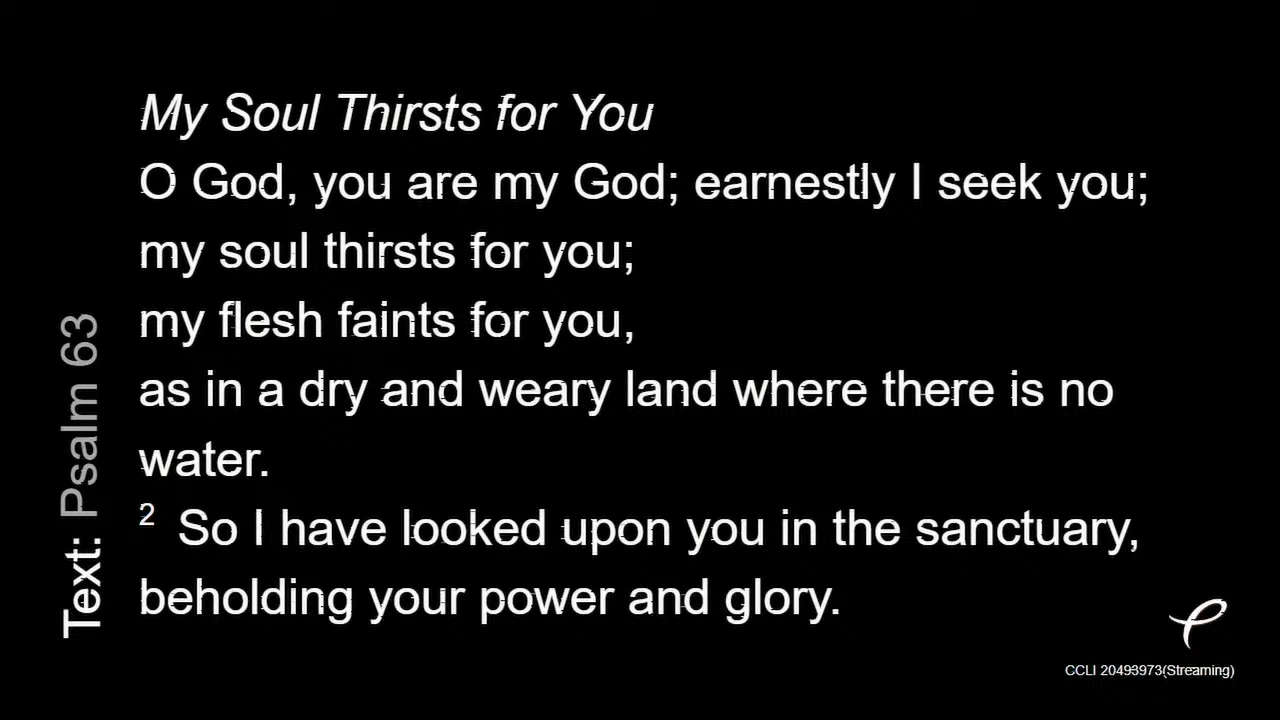 My Soul Thirsts for You
O God, you are my God; earnestly I seek you;
my soul thirsts for you;
my flesh faints for you,
as in a dry and weary land where there is no
water.
2 So I have looked upon you in the sanctuary,
beholding your power and glory.
Text: Psalm 63
CCLI 20493973(Streaming)